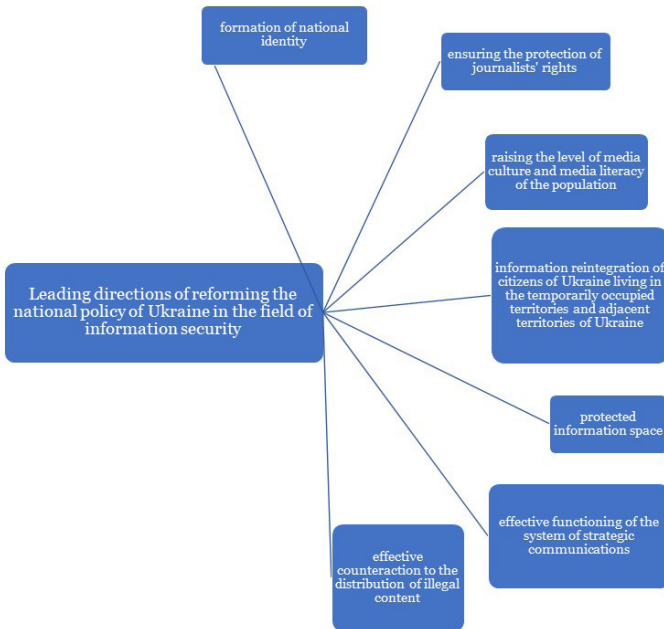 formation of national
identity
ensuring the protection of
journalists' rights
raising the level of media
culture and media literacy
of the population
information reintegration of
citizens of Ukraine living in
the temporarily occupied
territories and adjacent
territories of Ukraine
Leading directions of reforming the
national policy of Ukraine in the field of
information security
protected
information space
effective functioning of the
system of strategic
communications
effective
counteraction to the
distribution of illegal
content